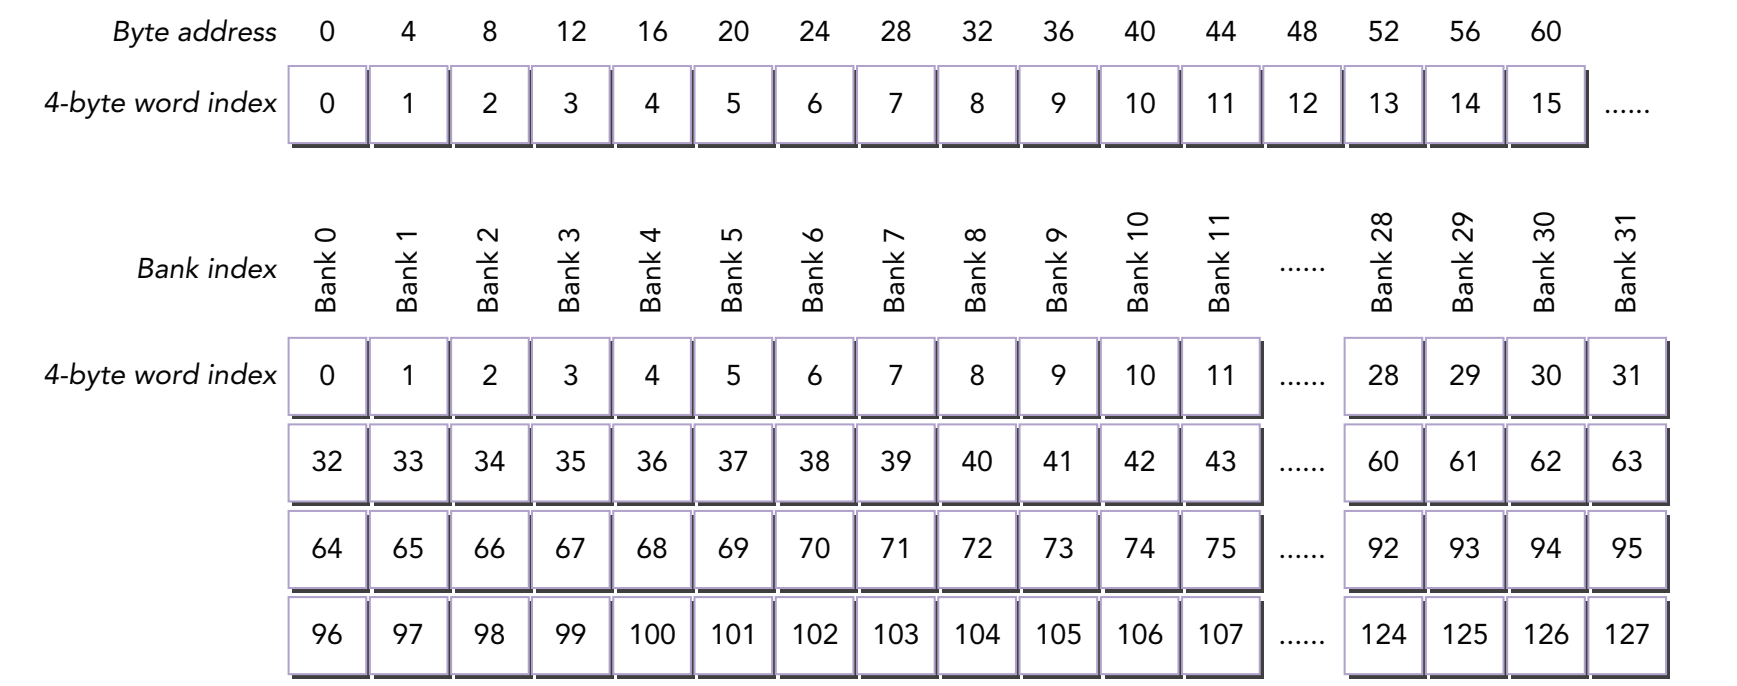 Byte address 0 4 8 12 16 20 24 28 32 36 40 44 48 52 56 60
4-byte word index 0 1 2 3 4 5 6 7 8 9 10 11 12 13 14 15 ......
Bank index Bank 0 Bank 1 Bank 2 Bank 3 Bank 4 Bank 5 Bank 6 Bank 7 Bank 8 Bank 9 Bank 10 Bank 11 ...... Bank 28 Bank 29 Bank 30 Bank 31
4-byte word index 0 1 2 3 4 5 6 7 8 9 10 11 ...... 28 29 30 31
32 33 34 35 36 37 38 39 40 41 42 43 ...... 60 61 62 63
64 65 66 67 68 69 70 71 72 73 74 75 ...... 92 93 94 95
96 97 98 99 100 101 102 103 104 105 106 107 ...... 124 125 126 127